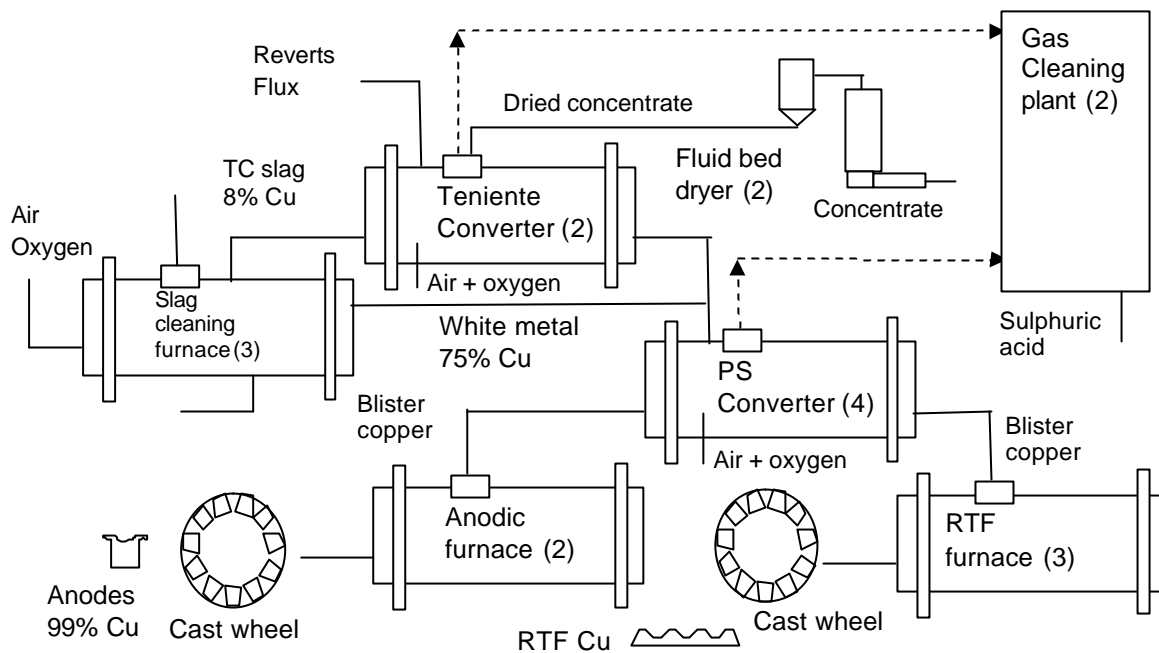 Reverts
Flux
Dried concentrate
Gas
Cleaning
plant (2)
TC slag
8% Cu
Fluid bed
dryer (2)
Concentrate
Teniente
Converter (2)
Air
Oxygen
Air + oxygen
Slag
cleaning
furnace (3)
White metal
75% Cu
Sulphuric
acid
PS
Converter (4)
Blister
copper
Blister
copper
Air + oxygen
Anodic
furnace (2)
RTF
furnace (3)
Anodes
99% Cu
Cast wheel
Cast wheel
RTF Cu